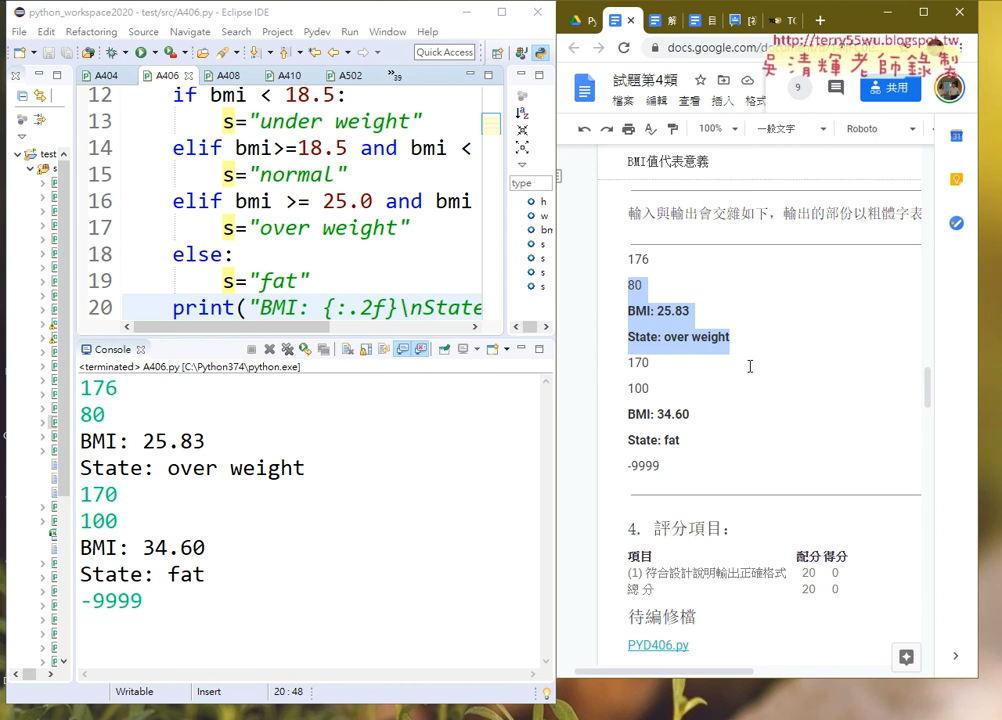 python_workspace2020 - test/src/A406.py - Eclipse IDE
File Edit Refactoring Source Navigate Search Project Pydev Run Window Help
Quick Access
A404 A406 A408 A410 A502 »39
12 if bmi < 18.5:
13 s="under weight"
14 elif bmi>=18.5 and bmi <
15 s="normal"
16 elif bmi >= 25.0 and bmi
17 s="over weight"
18 else:
19 s="fat"
20 print("BMI: {:.2f}\nState
test
s
type
h
w
bn
s
s
s
s
Console
<terminated> A406.py [C:\Python374\python.exe]
176
80
BMI: 25.83
State: over weight
170
100
BMI: 34.60
State: fat
-9999
Writable Insert 20 : 48
docs.google.com/d
http://terry55wu.blogspot.tw
吳清輝老師錄製
試題第4類
檔案 編輯 查看 插入 格式
9
共用
100% 一般文字 Roboto
BMI值代表意義
輸入與輸出會交雜如下，輸出的部份以粗體字表
176
80
BMI: 25.83
State: over weight
170
100
BMI: 34.60
State: fat
-9999
4. 評分項目：
項目 配分 得分
(1) 符合設計說明輸出正確格式 20 0
總 分 20 0
待編修檔
PYD406.py